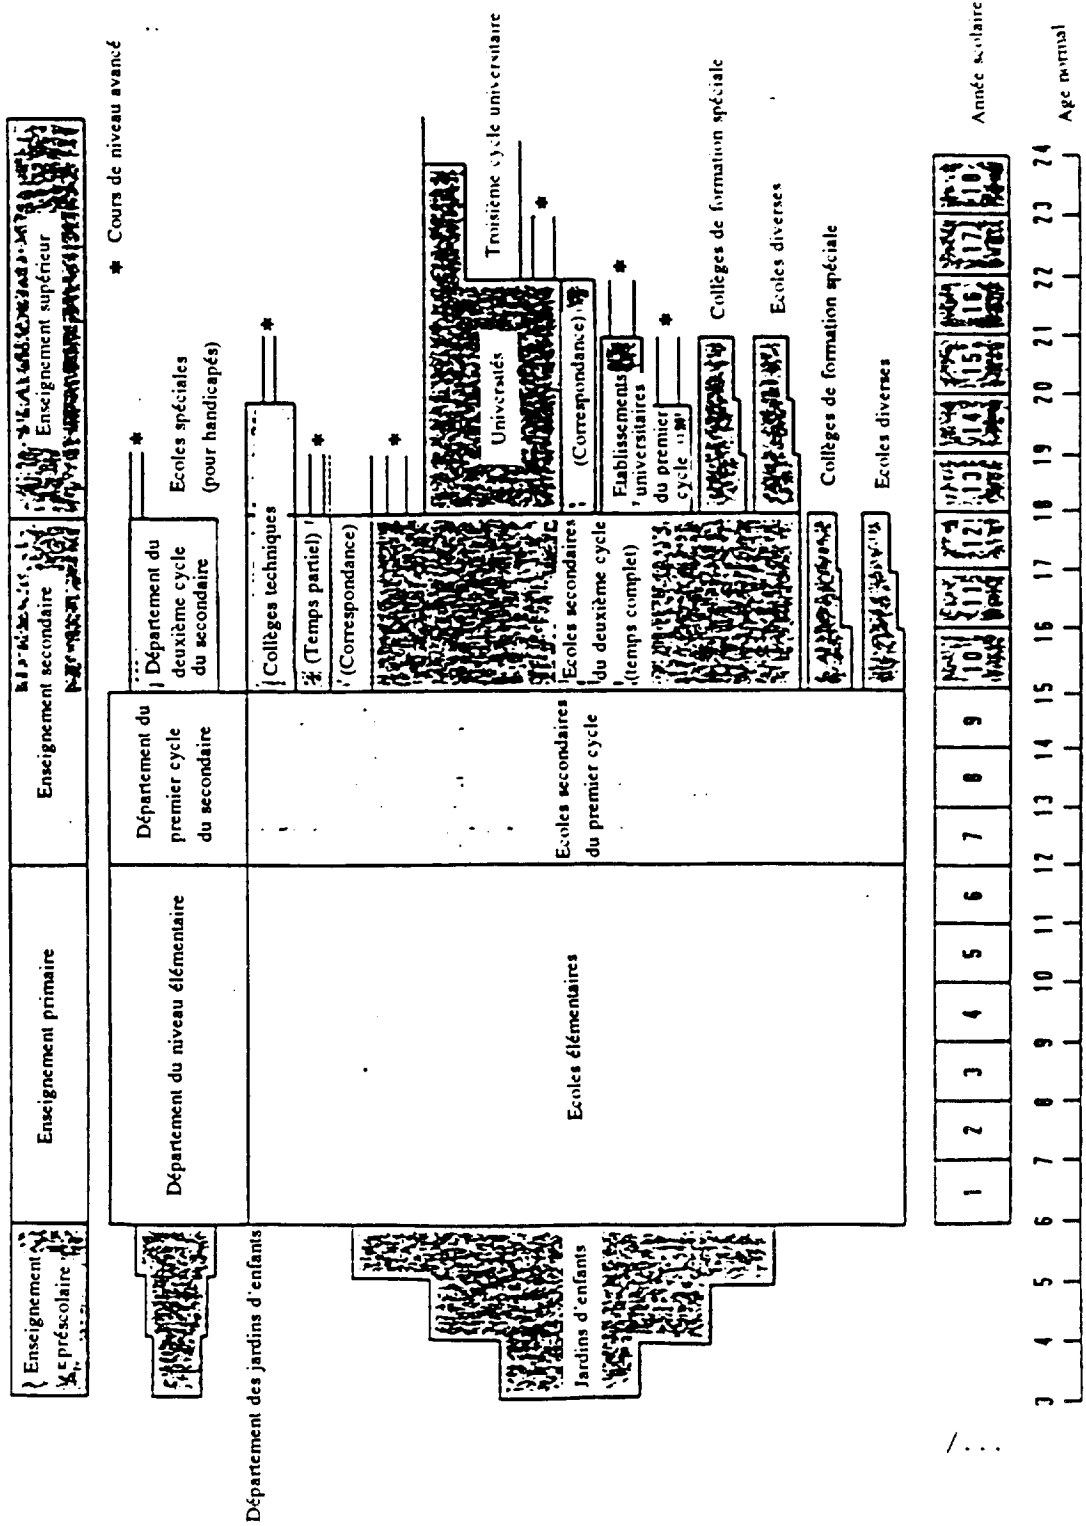 * Cours de niveau avancé
Enseignement
préscolaire
Enseignement primaire
Enseignement secondaire
Enseignement supérieur
Département des jardins d'enfants
Département du niveau élémentaire
Département du
premier cycle
du secondaire
Département du
deuxième cycle
du secondaire
*
Ecoles spéciales
(pour handicapés)
Jardins d'enfants
Ecoles élémentaires
Ecoles secondaires
du premier cycle
Collèges techniques
*
(Temps partiel)
*
(Correspondance)
*
Ecoles secondaires
du deuxième cycle
(temps complet)
Universités
Troisième cycle universitaire
*
(Correspondance)
Etablissements
universitaires
du premier
cycle
*
*
Collèges de formation spéciale
Ecoles diverses
Collèges de formation spéciale
Ecoles diverses
1 2 3 4 5 6 7 8 9 10 11 12 13 14 15 16 17 18 Année scolaire
3 4 5 6 7 8 9 10 11 12 13 14 15 16 17 18 19 20 21 22 23 24 Age normal
/...